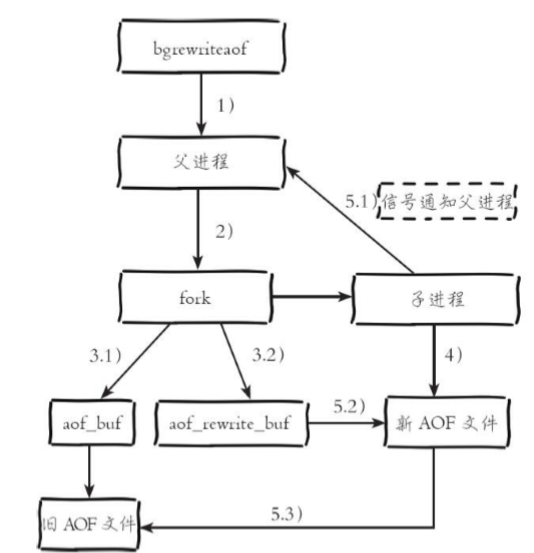 bgrewriteaof
1)
父进程
5.1)信号通知父进程
2)
fork
子进程
3.1)
3.2)
4)
aof_buf
aof_rewrite_buf
5.2)
新 AOF 文件
旧 AOF 文件
5.3)